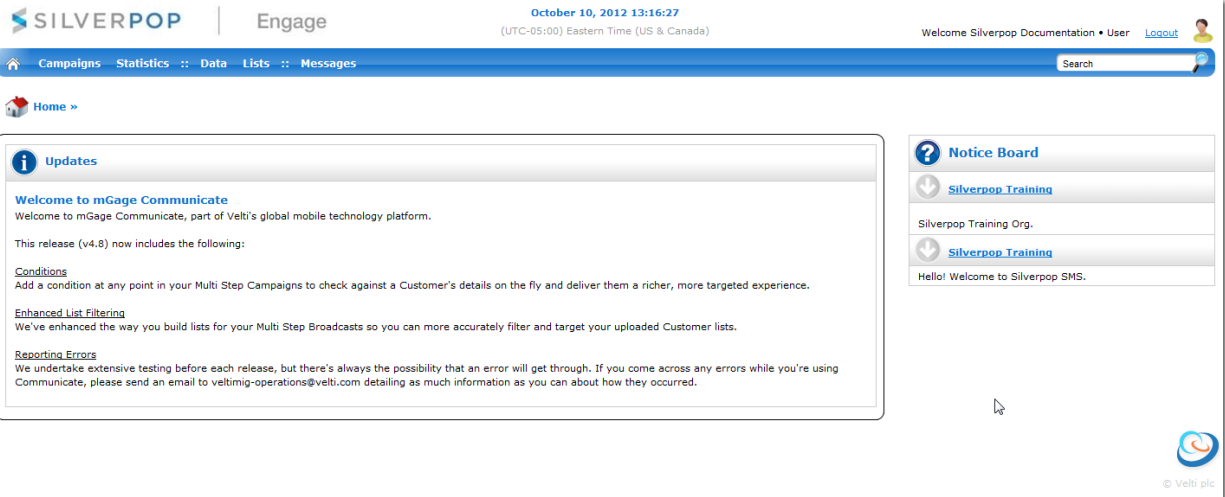 SILVERPOP
Engage
October 10, 2012 13:16:27
(UTC-05:00) Eastern Time (US & Canada)
Welcome Silverpop Documentation • User Logout
Campaigns Statistics :: Data Lists :: Messages
Search
Home »
Updates
Welcome to mGage Communicate
Welcome to mGage Communicate, part of Velti's global mobile technology platform.
This release (v4.8) now includes the following:
Conditions
Add a condition at any point in your Multi Step Campaigns to check against a Customer's details on the fly and deliver them a richer, more targeted experience.
Enhanced List Filtering
We've enhanced the way you build lists for your Multi Step Broadcasts so you can more accurately filter and target your uploaded Customer lists.
Reporting Errors
We undertake extensive testing before each release, but there's always the possibility that an error will get through. If you come across any errors while you're using
Communicate, please send an email to veltimig-operations@velti.com detailing as much information as you can about how they occurred.
Notice Board
Silverpop Training
Silverpop Training Org.
Silverpop Training
Hello! Welcome to Silverpop SMS.
© Velti plc